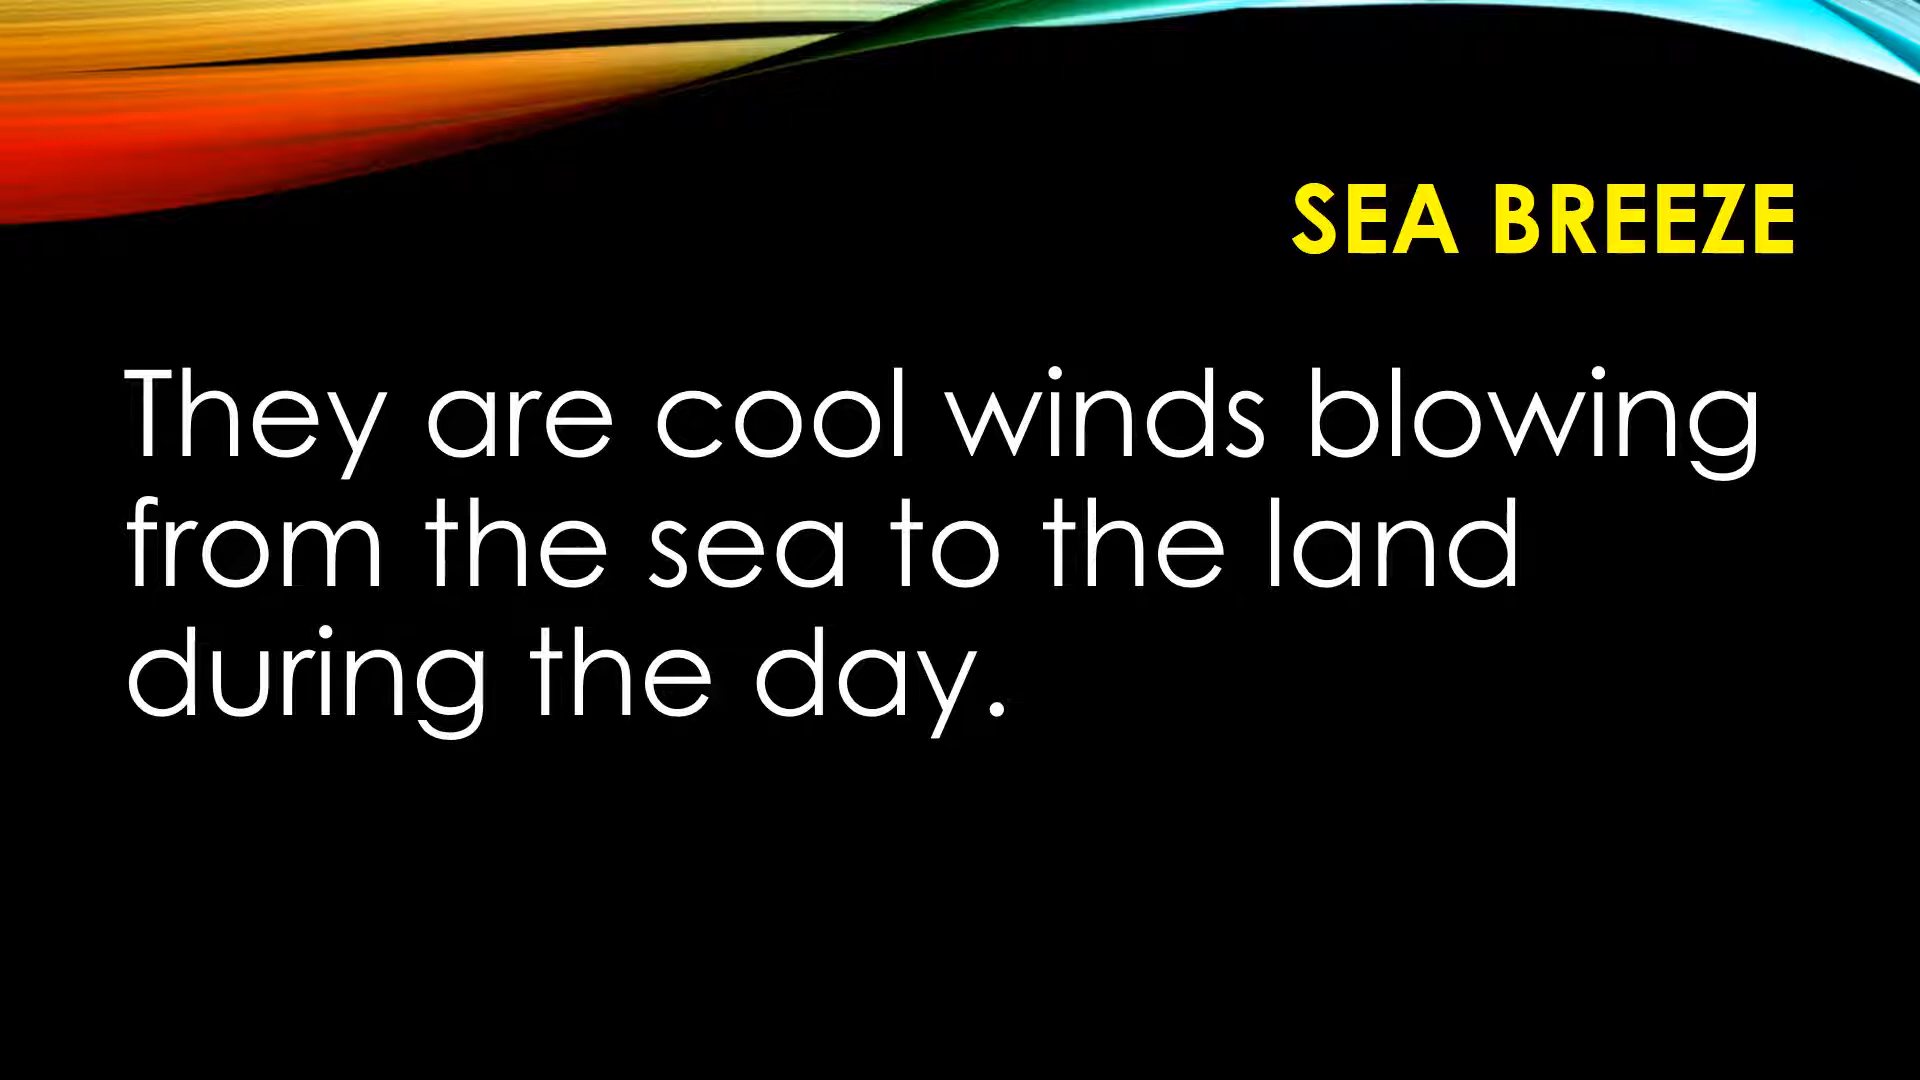 SEA BREEZE
They are cool winds blowing
from the sea to the land
during the day.